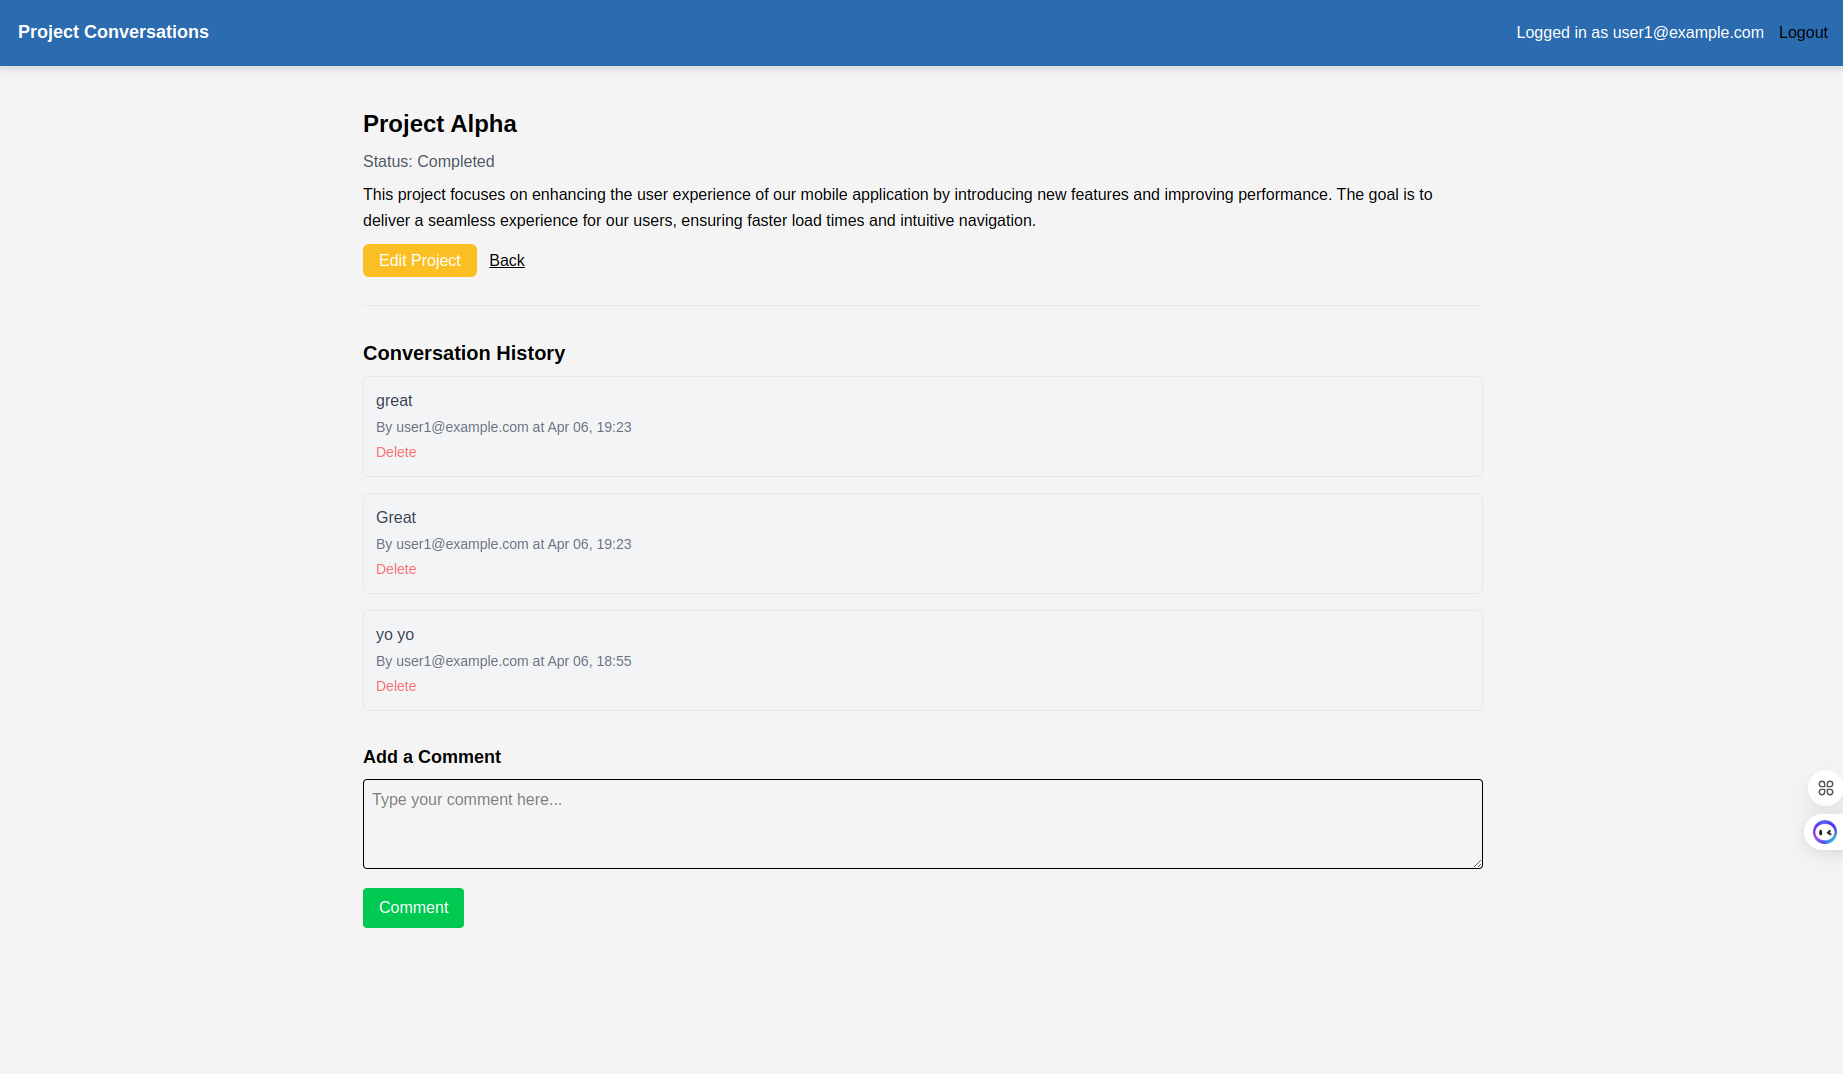 Project Conversations
Logged in as user1@example.com Logout
Project Alpha
Status: Completed
This project focuses on enhancing the user experience of our mobile application by introducing new features and improving performance. The goal is to
deliver a seamless experience for our users, ensuring faster load times and intuitive navigation.
Edit Project Back
Conversation History
great
By user1@example.com at Apr 06, 19:23
Delete
Great
By user1@example.com at Apr 06, 19:23
Delete
yo yo
By user1@example.com at Apr 06, 18:55
Delete
Add a Comment
Type your comment here...
Comment